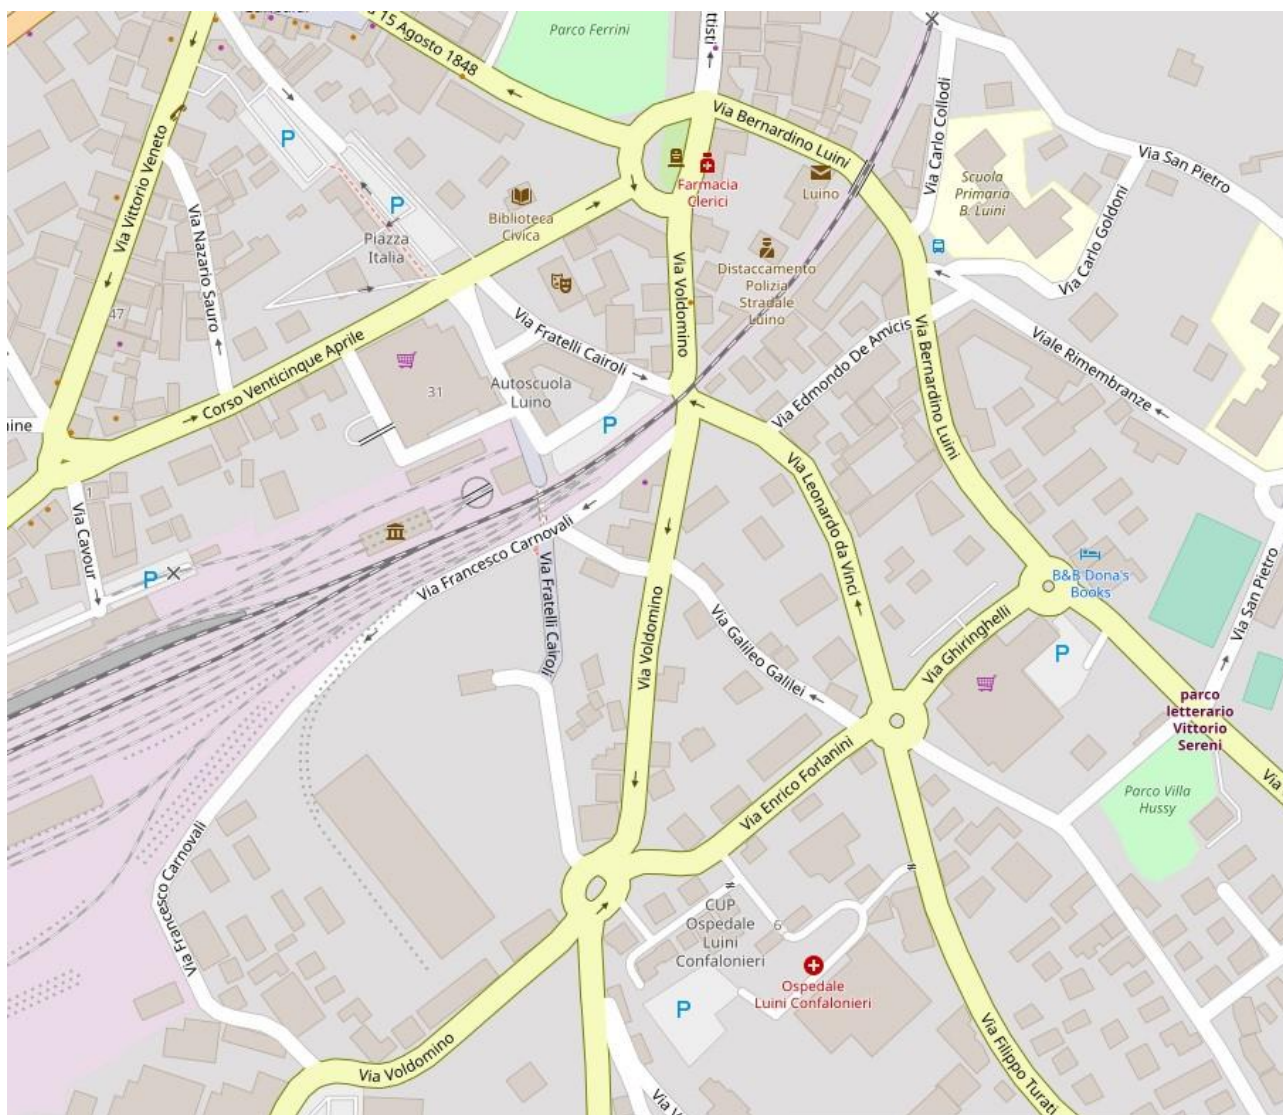 Parco Ferrini
15 Agosto 1848
ttisti
Via Bernardino Luini
Via Carlo Collodi
Via San Pietro
Via Vittorio Veneto
P
Farmacia
Clerici
Luino
Scuola
Primaria
B. Luini
Via Carlo Goldoni
P
Biblioteca
Civica
Via Nazario Sauro
Piazza
Italia
Via Voldomino
Distaccamento
Polizia
Stradale
Luino
47
Via Fratelli Cairoli
Via Edmondo De Amicis
Via Bernardino Luini
Viale Rimembranze
Corso Venticinque Aprile
31
Autoscuola
Luino
ine
P
Via Leonardo da Vinci
1
Via Cavour
P
Via Francesco Carnovali
Via Fratelli Cairoli
B&B Dona's
Books
Via Voldomino
Via Galileo Galilei
Via Ghiringhelli
P
Via San Pietro
parco
letterario
Vittorio
Sereni
Via Enrico Forlanini
Parco Villa
Hussy
Via
Via Francesco Carnovali
CUP
Ospedale
Luini
Confalonieri
6
Ospedale
Luini Confalonieri
P
Via Voldomino
Via Filippo Turati
Via V